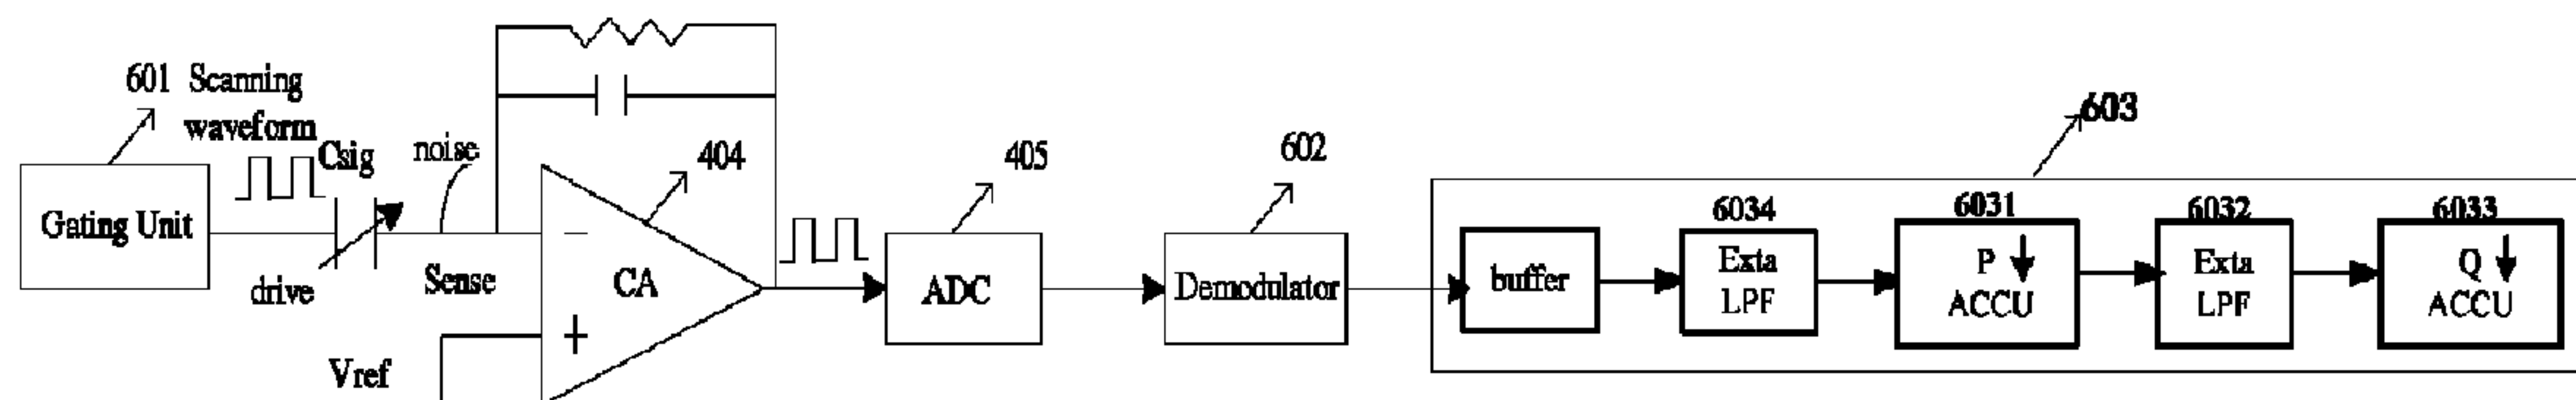 601 Scanning
waveform
Gating Unit
Csig
drive
noise
Sense
Vref
−
+
CA
404
405
ADC
602
Demodulator
603
buffer
6034
Exta
LPF
6031
P
ACCU
6032
Exta
LPF
6033
Q
ACCU